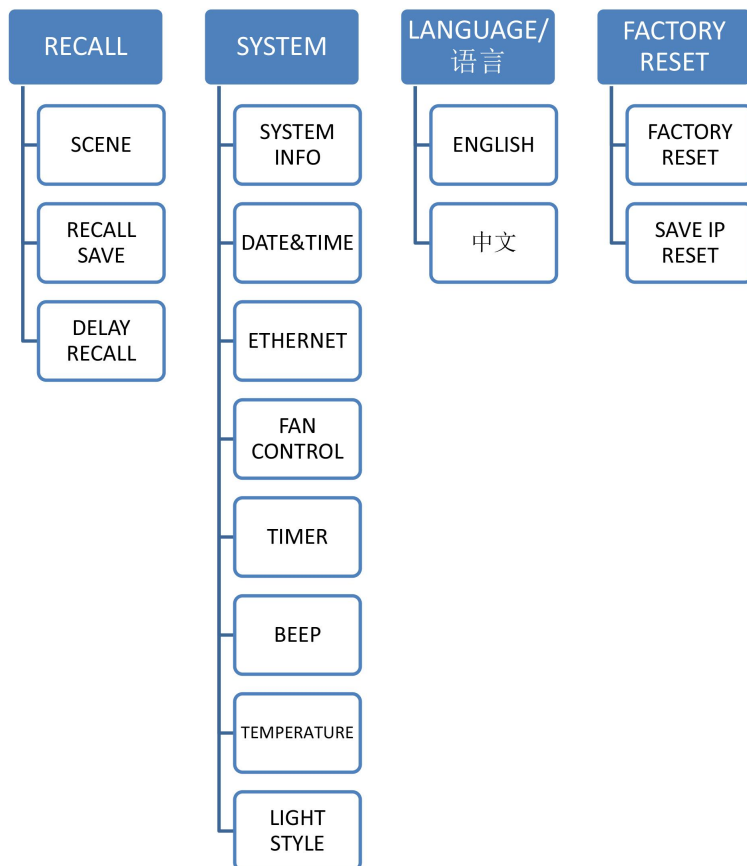 RECALL
SCENE
RECALL
SAVE
DELAY
RECALL
SYSTEM
SYSTEM
INFO
DATE&TIME
ETHERNET
FAN
CONTROL
TIMER
BEEP
TEMPERATURE
LIGHT
STYLE
LANGUAGE/
语言
ENGLISH
中文
FACTORY
RESET
FACTORY
RESET
SAVE IP
RESET